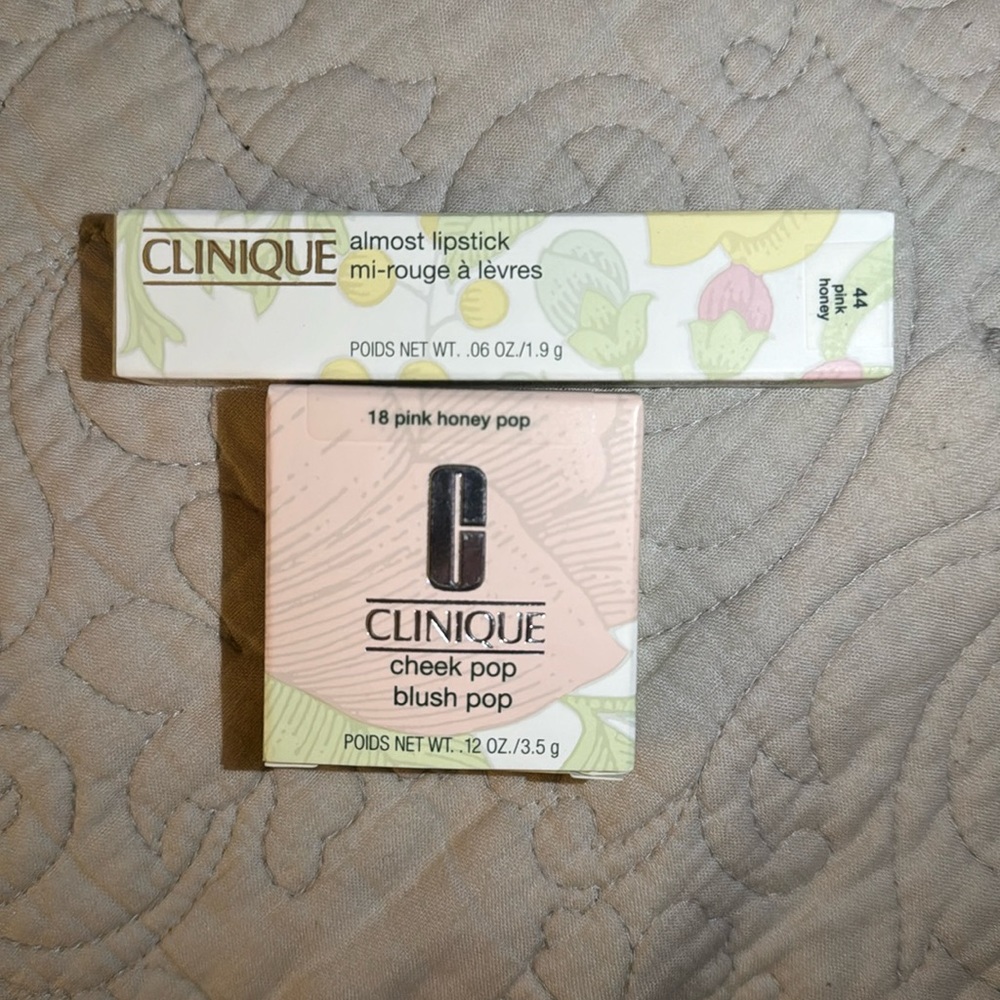 CLINIQUE
almost lipstick
mi-rouge à lèvres
POIDS NET WT. .06 OZ./1.9 g
44
pink
honey
18 pink honey pop
C
CLINIQUE
cheek pop
blush pop
POIDS NET WT. .12 OZ./3.5 g